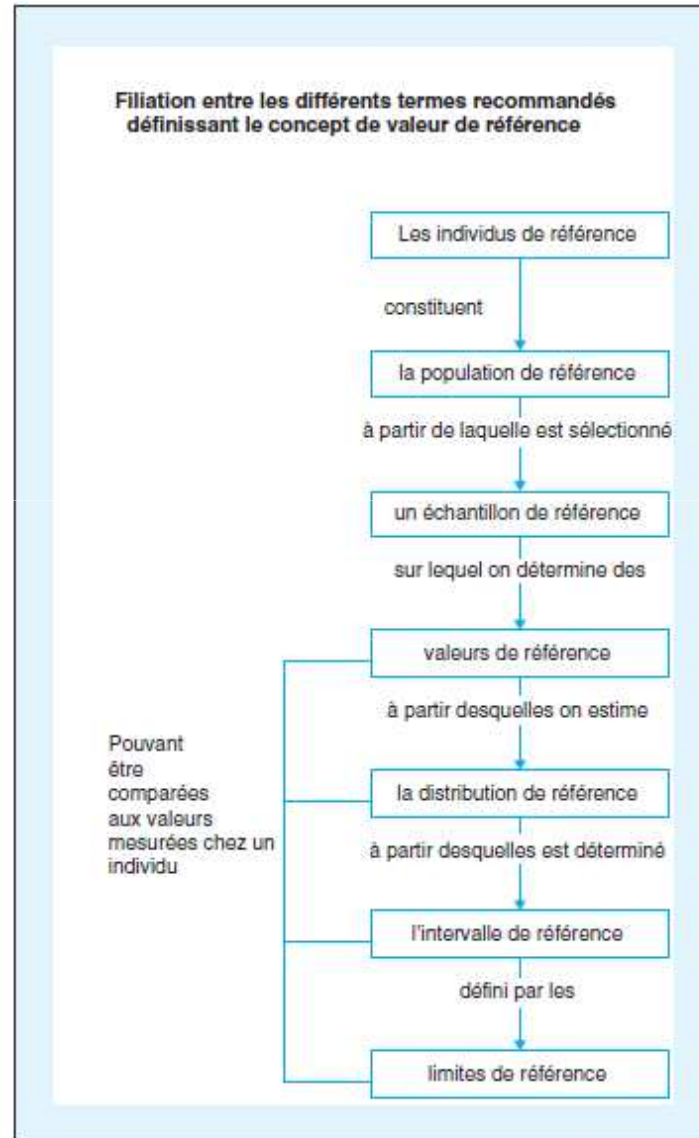 Filiation entre les différents termes recommandés
définissant le concept de valeur de référence
Les individus de référence
constituent
la population de référence
à partir de laquelle est sélectionné
un échantillon de référence
sur lequel on détermine des
valeurs de référence
à partir desquelles on estime
la distribution de référence
à partir desquelles est déterminé
l'intervalle de référence
défini par les
limites de référence
Pouvant
être
comparées
aux valeurs
mesurées chez un
individu